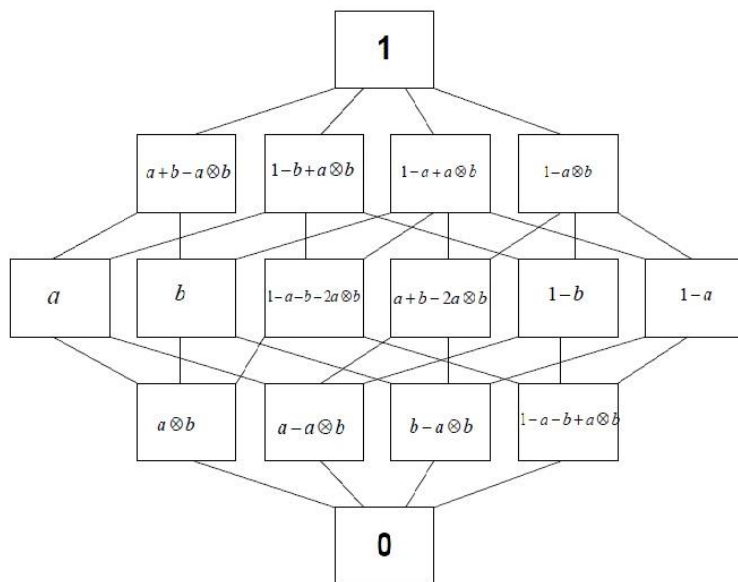 1
a+b−a⊗b 1−b+a⊗b 1−a+a⊗b 1−a⊗b
a b 1−a−b−2a⊗b a+b−2a⊗b 1−b 1−a
a⊗b a−a⊗b b−a⊗b 1−a−b+a⊗b
0